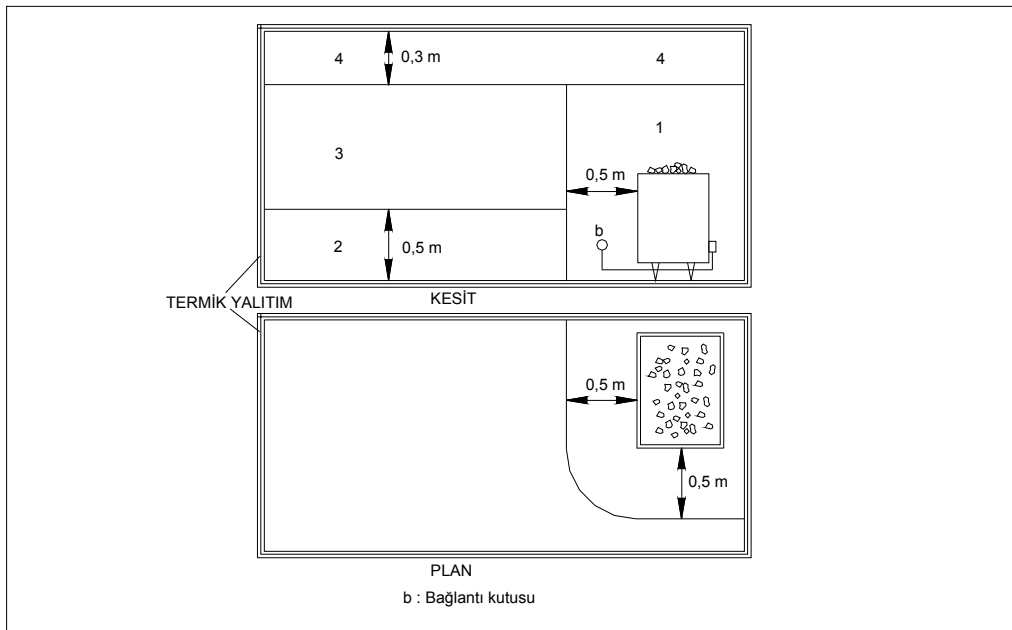 4
0,3 m
4
1
3
0,5 m
b
2
0,5 m
TERMİK YALITIM
KESİT
0,5 m
0,5 m
PLAN
b : Bağlantı kutusu